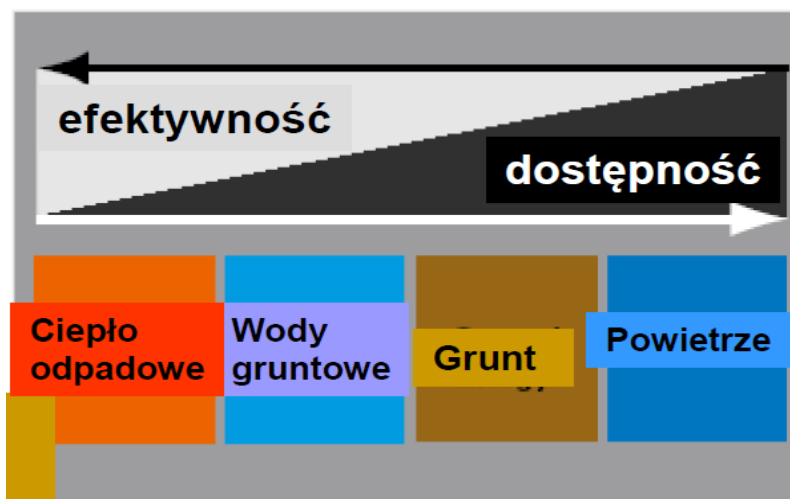 efektywność
dostępność
Ciepło
odpadowe
Wody
gruntowe
Grunt
Powietrze